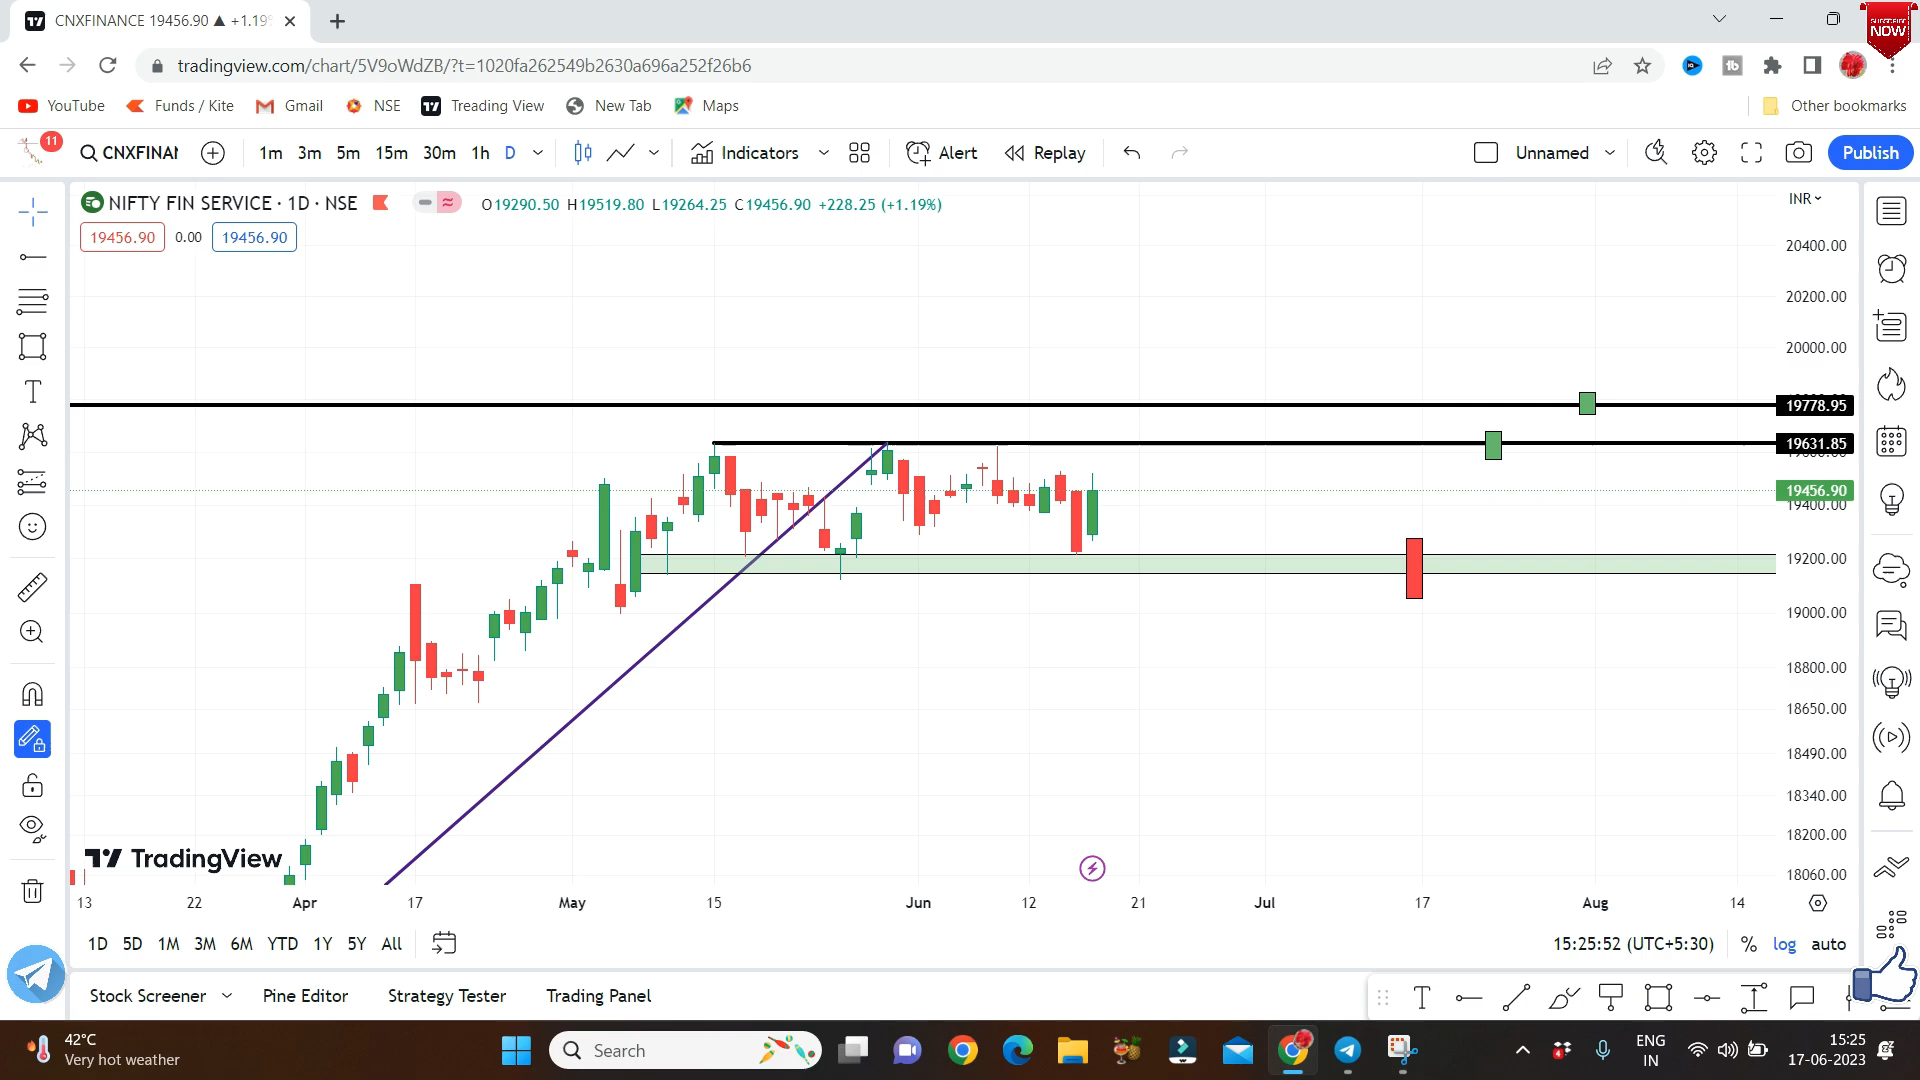 CNXFINANCE 19456.90 ▲ +1.19
SUBSCRIBE
NOW
tradingview.com/chart/5V9oWdZB/?t=1020fa262549b2630a696a252f26b6
YouTube Funds / Kite Gmail NSE Treading View New Tab Maps Other bookmarks
11
CNXFINAN 1m 3m 5m 15m 30m 1h D Indicators Alert Replay Unnamed Publish
NIFTY FIN SERVICE · 1D · NSE O19290.50 H19519.80 L19264.25 C19456.90 +228.25 (+1.19%)
INR
19456.90 0.00 19456.90
20400.00
20200.00
20000.00
19778.95
19631.85
19456.90
19400.00
19200.00
19000.00
18800.00
18650.00
18490.00
18340.00
18200.00
18060.00
TradingView
13 22 Apr 17 May 15 Jun 12 21 Jul 17 Aug 14
1D 5D 1M 3M 6M YTD 1Y 5Y All 15:25:52 (UTC+5:30) % log auto
Stock Screener Pine Editor Strategy Tester Trading Panel
42°C
Very hot weather
Search
ENG
IN
15:25
17-06-2023